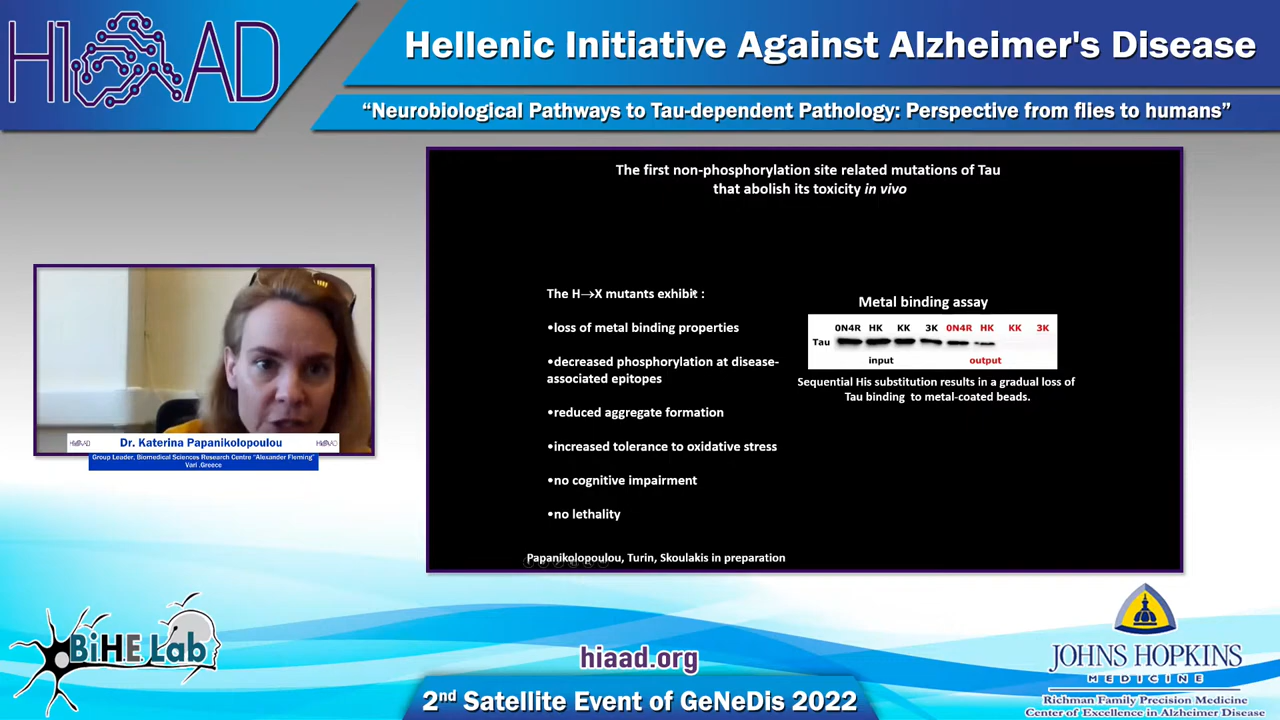 HIAAD
Hellenic Initiative Against Alzheimer's Disease
“Neurobiological Pathways to Tau-dependent Pathology: Perspective from flies to humans”
The first non-phosphorylation site related mutations of Tau
that abolish its toxicity in vivo
The H→X mutants exhibit :
•loss of metal binding properties
•decreased phosphorylation at disease-
associated epitopes
•reduced aggregate formation
•increased tolerance to oxidative stress
•no cognitive impairment
•no lethality
Papanikolopoulou, Turin, Skoulakis in preparation
Metal binding assay
0N4R HK KK 3K 0N4R HK KK 3K
Tau
input output
Sequential His substitution results in a gradual loss of
Tau binding to metal-coated beads.
HIAAD Dr. Katerina Papanikolopoulou HIAAD
Group Leader, Biomedical Sciences Research Centre "Alexander Fleming"
Vari .Greece
BiHE Lab
hiaad.org
2nd Satellite Event of GeNeDis 2022
JOHNS HOPKINS
MEDICINE
Richman Family Precision Medicine
Center of Excellence in Alzheimer Disease